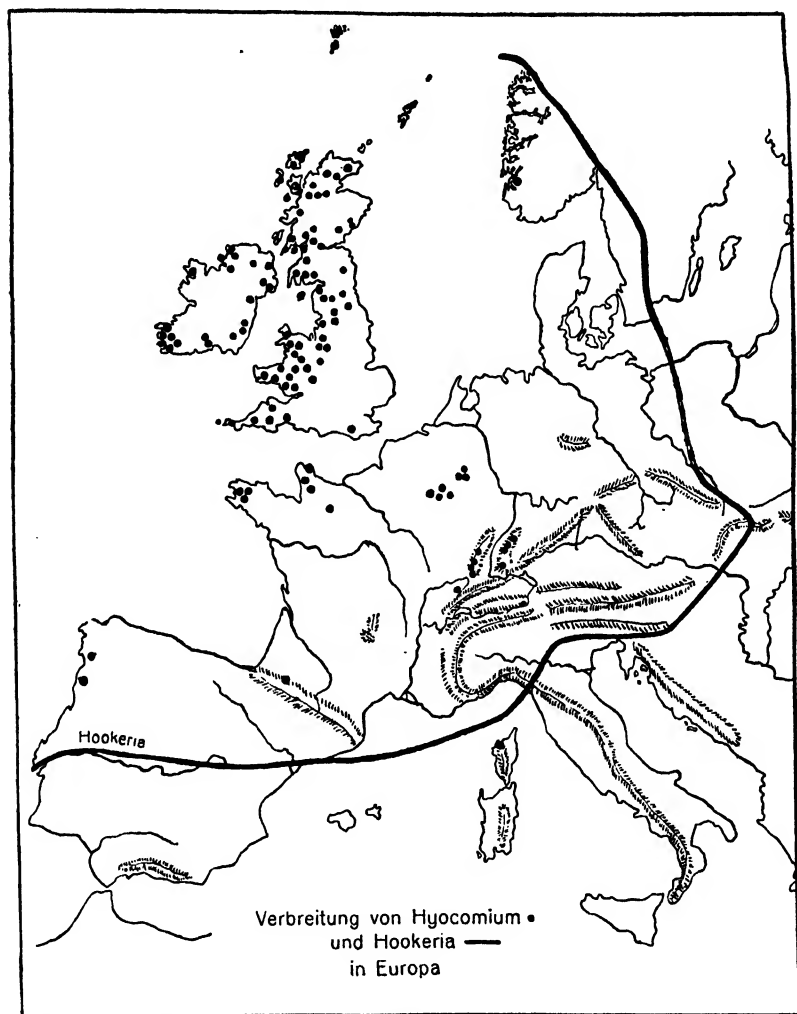 Hookeria
Verbreitung von Hyocomium •
und Hookeria —
in Europa